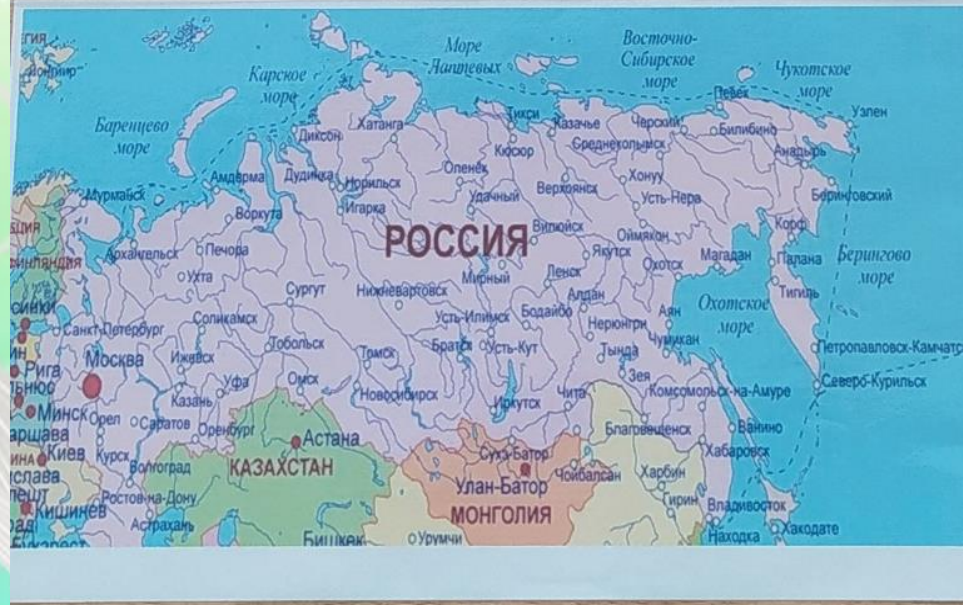 Море
Лаптевых
Восточно-
Сибирское
море
Чукотское
море
Карское
море
Баренцево
море
Певек
Уэлен
Диксон
Хатанга
Тикси
Казачье
Черский
Билибино
Кюсюр
Среднеколымск
Анадырь
Мурманск
Амдерма
Дудинка
Норильск
Оленёк
Верхоянск
Хонуу
Беринговский
Воркута
Игарка
Удачный
Усть-Нера
РОССИЯ
Вилюйск
Оймякон
Корф
Архангельск
Печора
Якутск
Охотск
Магадан
Палана
Берингово
море
ФИНЛЯНДИЯ
Ухта
Мирный
Ленск
Тигиль
Сургут
Нижневартовск
Алдан
Охотское
море
Соликамск
Усть-Илимск
Бодайбо
Нерюнгри
Аян
Санкт-Петербург
Тобольск
Томск
Братск
Усть-Кут
Тында
Чумикан
Петропавловск-Камчатс
Рига
Москва
Ижевск
Уфа
Омск
Зея
Северо-Курильск
Казань
Новосибирск
Иркутск
Чита
Комсомольск-на-Амуре
Минск
Орел
Саратов
Оренбург
Благовещенск
Ванино
Хабаровск
Киев
Курск
Волгоград
Астана
КАЗАХСТАН
Сухэ-Батор
Чойбалсан
Харбин
Улан-Батор
МОНГОЛИЯ
Ростов-на-Дону
Гирин
Владивосток
Кишинёв
Астрахань
Бишкек
Урумчи
Находка
Хакодате